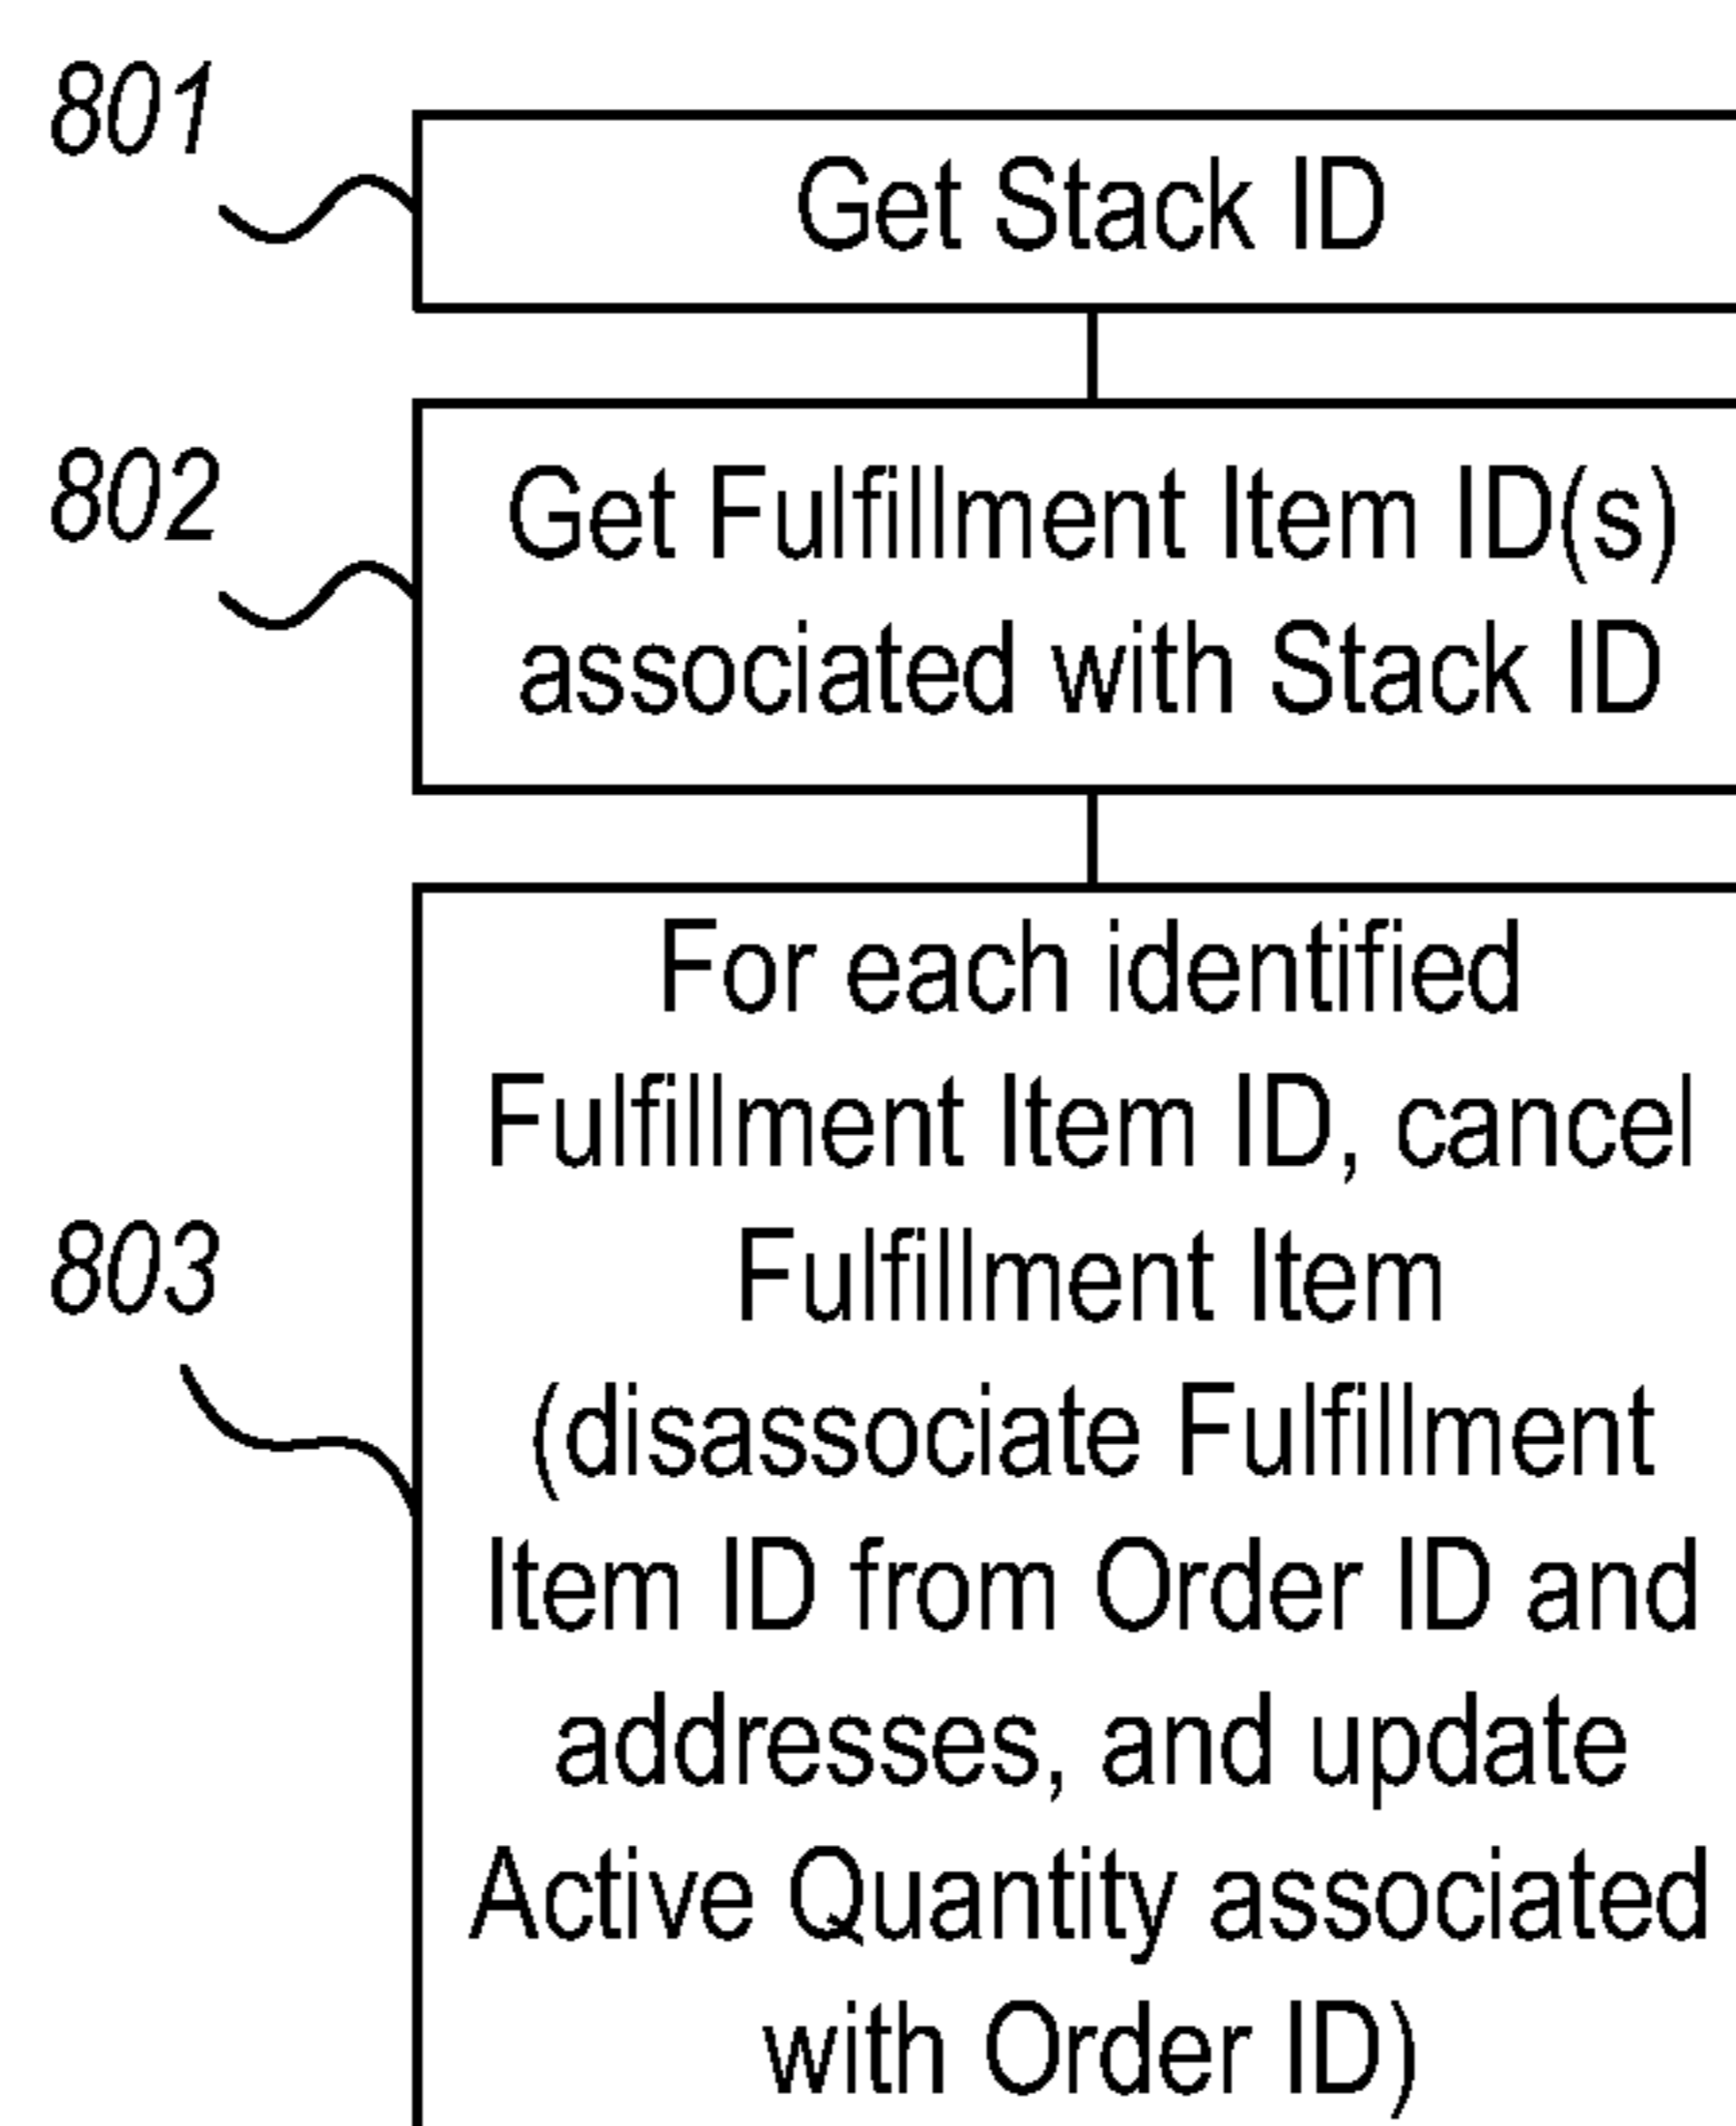 801
Get Stack ID
802
Get Fulfillment Item ID(s)
associated with Stack ID
For each identified
Fulfillment Item ID, cancel
803
Fulfillment Item
(disassociate Fulfillment
Item ID from Order ID and
addresses, and update
Active Quantity associated
with Order ID)